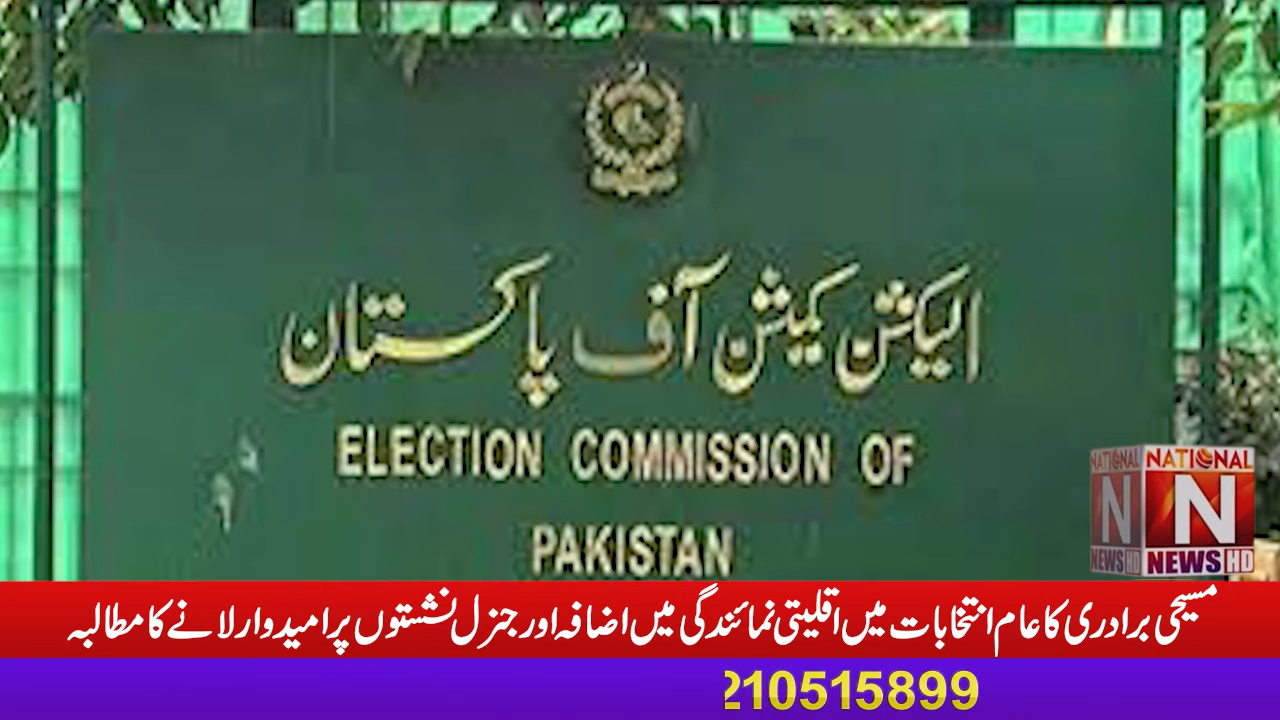 الیکشن کمیشن آف پاکستان
ELECTION COMMISSION OF
PAKISTAN
NATIONAL
N
NEWS HD
NATIONAL
N
NEWS HD
مسیحی برادری کا عام انتخابات میں اقلیتی نمائندگی میں اضافہ اور جنرل نشستوں پر امیدوار لانے کا مطالبہ
210515899